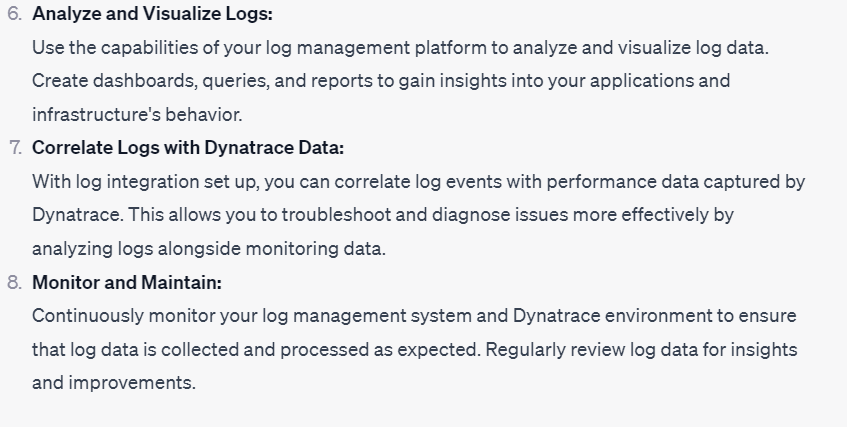 6. Analyze and Visualize Logs:
Use the capabilities of your log management platform to analyze and visualize log data.
Create dashboards, queries, and reports to gain insights into your applications and
infrastructure's behavior.
7. Correlate Logs with Dynatrace Data:
With log integration set up, you can correlate log events with performance data captured by
Dynatrace. This allows you to troubleshoot and diagnose issues more effectively by
analyzing logs alongside monitoring data.
8. Monitor and Maintain:
Continuously monitor your log management system and Dynatrace environment to ensure
that log data is collected and processed as expected. Regularly review log data for insights
and improvements.